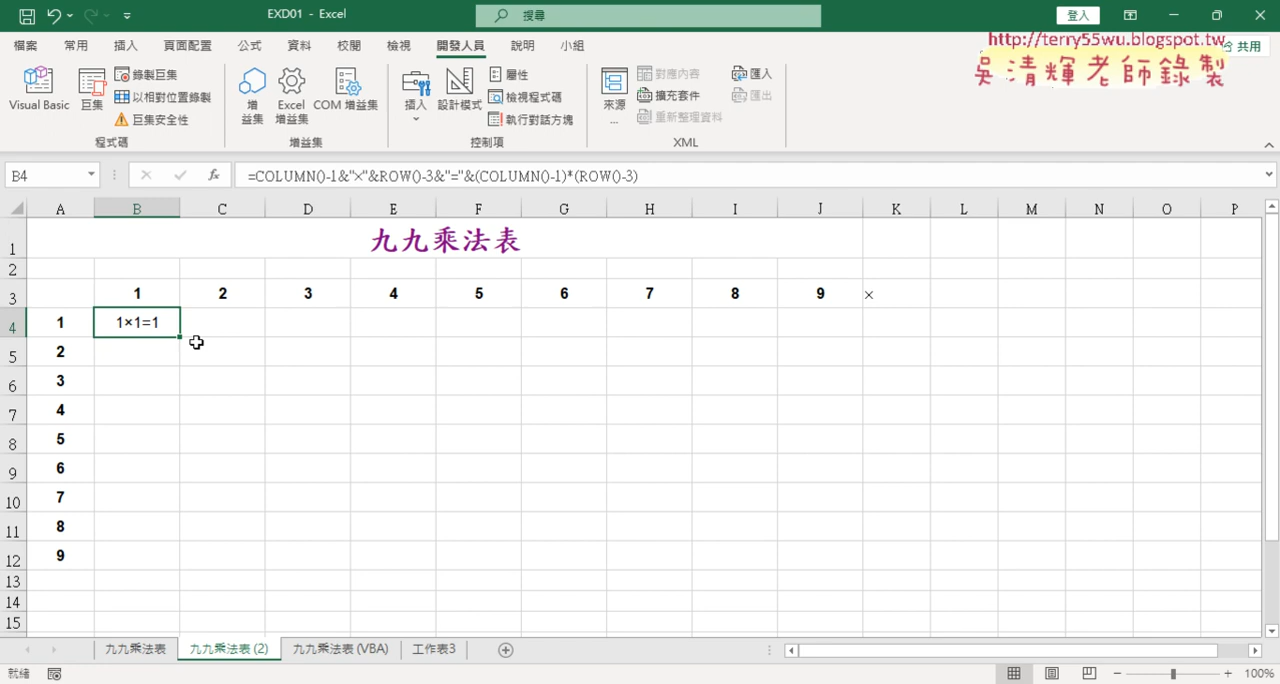 EXD01 - Excel
搜尋
登入
檔案 常用 插入 頁面配置 公式 資料 校閱 檢視 開發人員 說明 小組
共用
http://terry55wu.blogspot.tw
吳清輝老師錄製
Visual Basic
巨集
錄製巨集
以相對位置錄製
巨集安全性
程式碼
增益集
Excel 增益集
COM 增益集
增益集
插入
設計模式
屬性
檢視程式碼
執行對話方塊
控制項
來源
...
對應內容
擴充套件
重新整理資料
匯入
匯出
XML
B4
fx
=COLUMN()-1&"×"&ROW()-3&"="&(COLUMN()-1)*(ROW()-3)
A B C D E F G H I J K L M N O P
1 九九乘法表
2
3 1 2 3 4 5 6 7 8 9 ×
4 1 1×1=1
5 2
6 3
7 4
8 5
9 6
10 7
11 8
12 9
13
14
15
九九乘法表 九九乘法表 (2) 九九乘法表 (VBA) 工作表3
就緒
100%